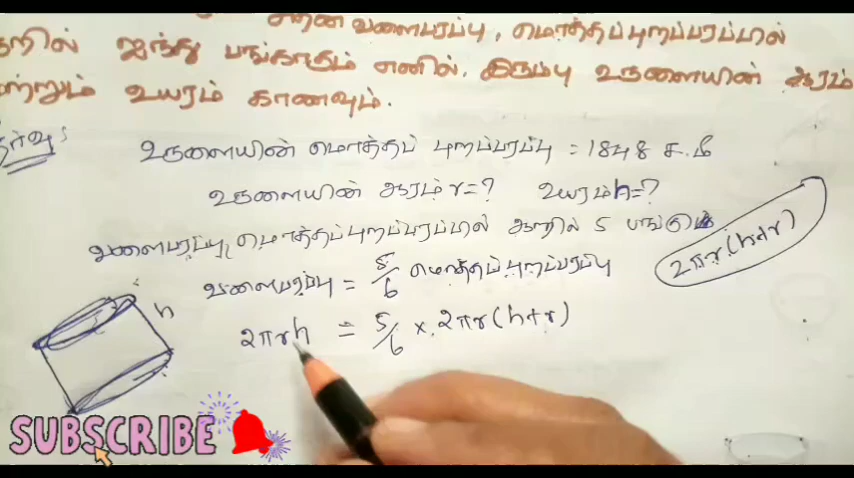 வளைபரப்பு, மொத்தப்புறப்பரப்பில்
ஆறில் ஐந்து பங்காகும் எனில், இரும்பு உருளையின் ஆரம்
மற்றும் உயரம் காணவும்.
உருளையின் மொத்தப் புறப்பரப்பு = 1848 ச.மீ
உருளையின் ஆரம் r=? உயரம் h=?
வளைபரப்பு, மொத்தப்புறப்பரப்பில் ஆறில் 5 பங்கு
2πr(h+r)
வளைபரப்பு = 5/6 மொத்தப்புறப்பரப்பு
h
2πrh = 5/6 × 2πr(h+r)
SUBSCRIBE